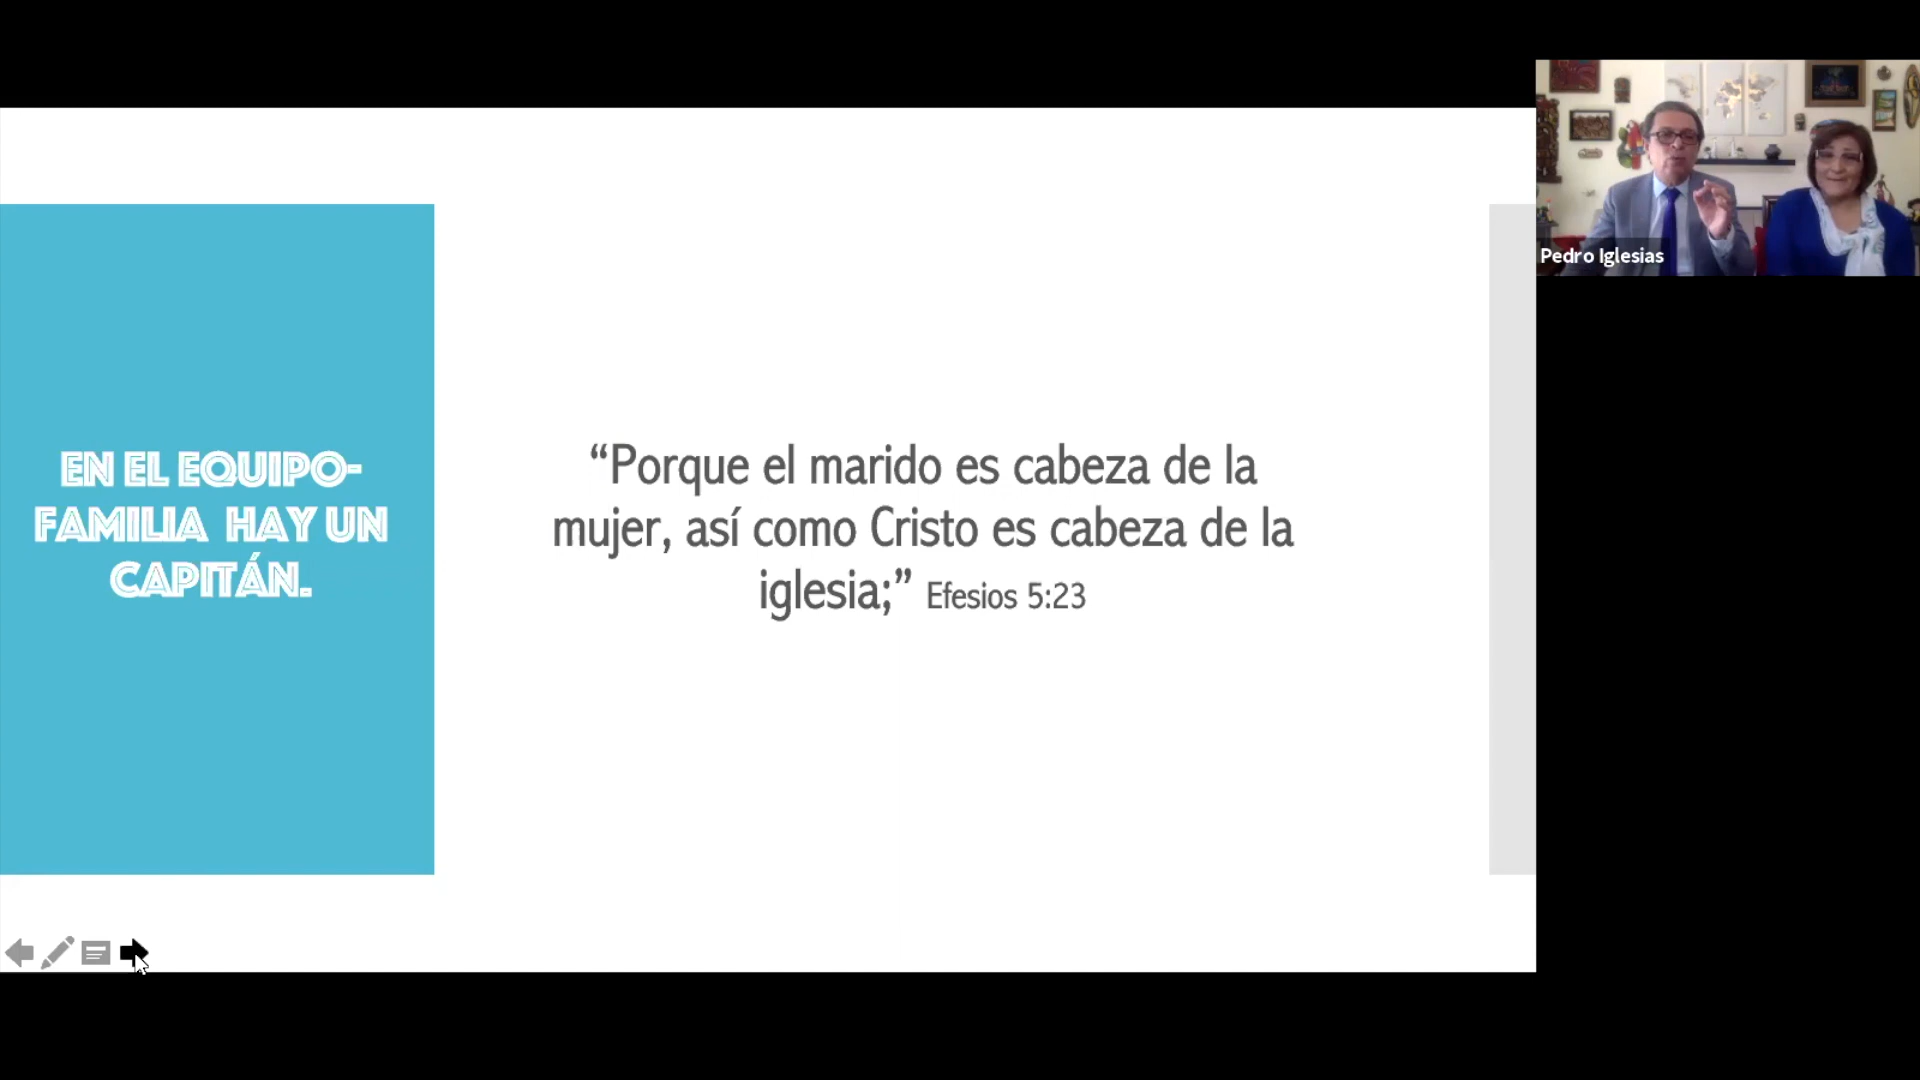 EN EL EQUIPO-
FAMILIA HAY UN
CAPITÁN.
“Porque el marido es cabeza de la
mujer, así como Cristo es cabeza de la
iglesia;” Efesios 5:23
Pedro Iglesias